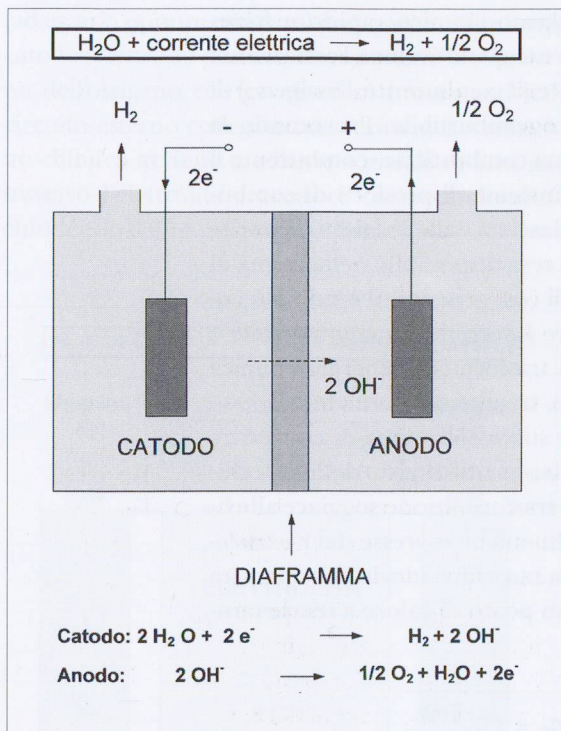 H₂O + corrente elettrica → H₂ + 1/2 O₂
H₂
1/2 O₂
+
2e⁻
2e⁻
2 OH⁻
CATODO
ANODO
DIAFRAMMA
Catodo: 2 H₂O + 2 e⁻ → H₂ + 2 OH⁻
Anodo: 2 OH⁻ → 1/2 O₂ + H₂O + 2e⁻